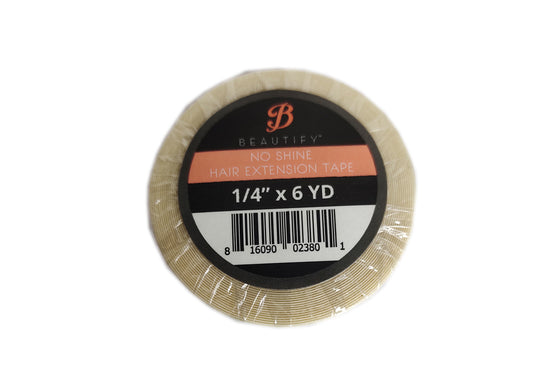 B
BEAUTIFY
NO SHINE
HAIR EXTENSION TAPE
1/4" x 6 YD
8 16090 02380 1